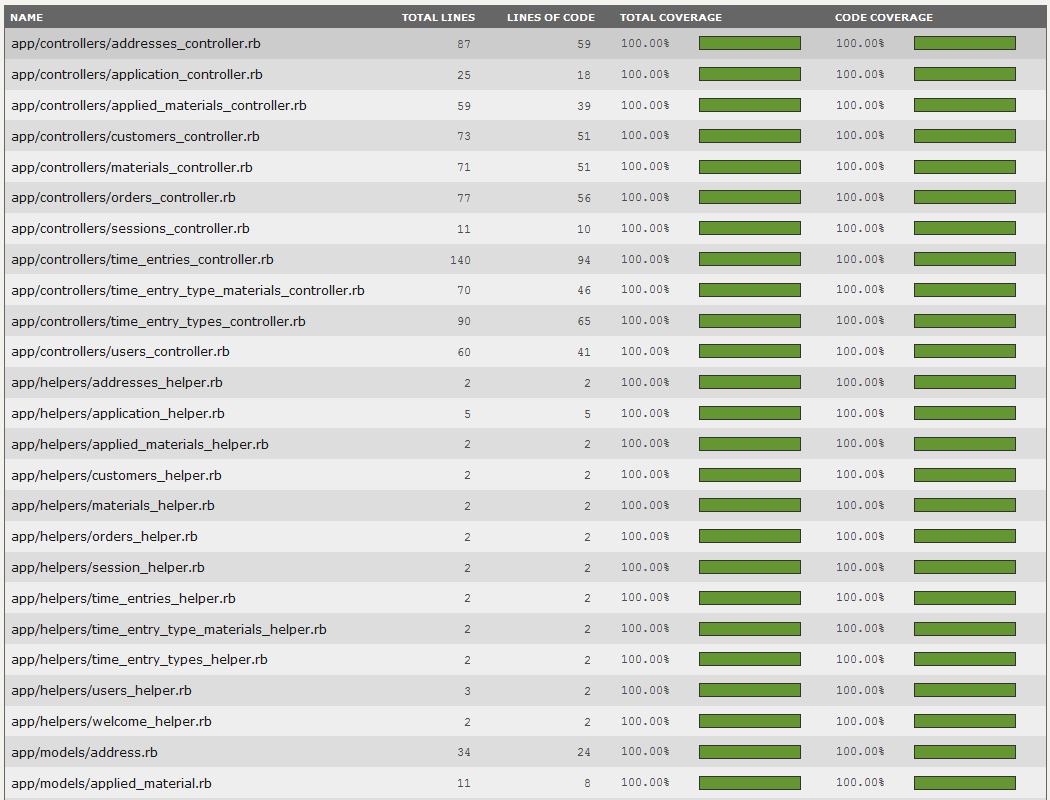 NAME TOTAL LINES LINES OF CODE TOTAL COVERAGE CODE COVERAGE
app/controllers/addresses_controller.rb 87 59 100.00% 100.00%
app/controllers/application_controller.rb 25 18 100.00% 100.00%
app/controllers/applied_materials_controller.rb 59 39 100.00% 100.00%
app/controllers/customers_controller.rb 73 51 100.00% 100.00%
app/controllers/materials_controller.rb 71 51 100.00% 100.00%
app/controllers/orders_controller.rb 77 56 100.00% 100.00%
app/controllers/sessions_controller.rb 11 10 100.00% 100.00%
app/controllers/time_entries_controller.rb 140 94 100.00% 100.00%
app/controllers/time_entry_type_materials_controller.rb 70 46 100.00% 100.00%
app/controllers/time_entry_types_controller.rb 90 65 100.00% 100.00%
app/controllers/users_controller.rb 60 41 100.00% 100.00%
app/helpers/addresses_helper.rb 2 2 100.00% 100.00%
app/helpers/application_helper.rb 5 5 100.00% 100.00%
app/helpers/applied_materials_helper.rb 2 2 100.00% 100.00%
app/helpers/customers_helper.rb 2 2 100.00% 100.00%
app/helpers/materials_helper.rb 2 2 100.00% 100.00%
app/helpers/orders_helper.rb 2 2 100.00% 100.00%
app/helpers/session_helper.rb 2 2 100.00% 100.00%
app/helpers/time_entries_helper.rb 2 2 100.00% 100.00%
app/helpers/time_entry_type_materials_helper.rb 2 2 100.00% 100.00%
app/helpers/time_entry_types_helper.rb 2 2 100.00% 100.00%
app/helpers/users_helper.rb 3 2 100.00% 100.00%
app/helpers/welcome_helper.rb 2 2 100.00% 100.00%
app/models/address.rb 34 24 100.00% 100.00%
app/models/applied_material.rb 11 8 100.00% 100.00%